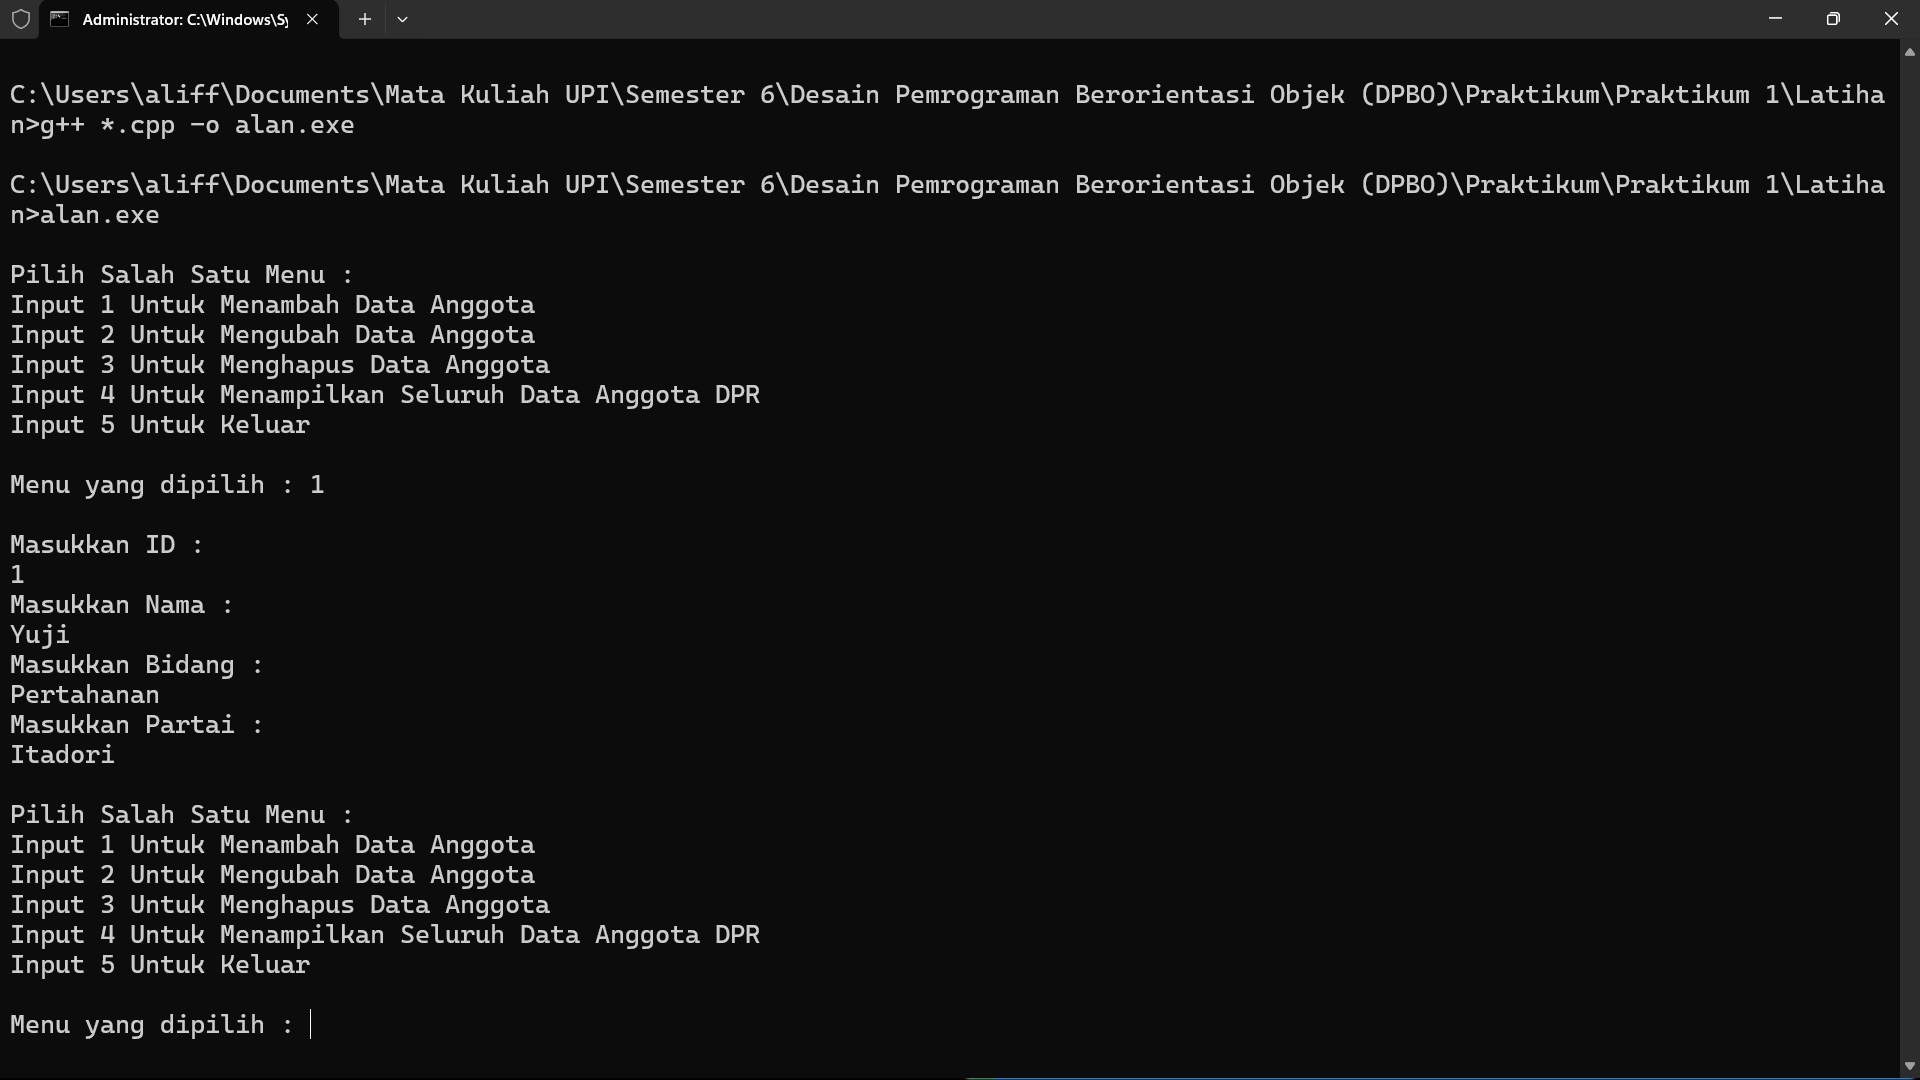 Administrator: C:\Windows\Sy
C:\Users\aliff\Documents\Mata Kuliah UPI\Semester 6\Desain Pemrograman Berorientasi Objek (DPBO)\Praktikum\Praktikum 1\Latiha
n>g++ *.cpp -o alan.exe
C:\Users\aliff\Documents\Mata Kuliah UPI\Semester 6\Desain Pemrograman Berorientasi Objek (DPBO)\Praktikum\Praktikum 1\Latiha
n>alan.exe
Pilih Salah Satu Menu :
Input 1 Untuk Menambah Data Anggota
Input 2 Untuk Mengubah Data Anggota
Input 3 Untuk Menghapus Data Anggota
Input 4 Untuk Menampilkan Seluruh Data Anggota DPR
Input 5 Untuk Keluar
Menu yang dipilih : 1
Masukkan ID :
1
Masukkan Nama :
Yuji
Masukkan Bidang :
Pertahanan
Masukkan Partai :
Itadori
Pilih Salah Satu Menu :
Input 1 Untuk Menambah Data Anggota
Input 2 Untuk Mengubah Data Anggota
Input 3 Untuk Menghapus Data Anggota
Input 4 Untuk Menampilkan Seluruh Data Anggota DPR
Input 5 Untuk Keluar
Menu yang dipilih :